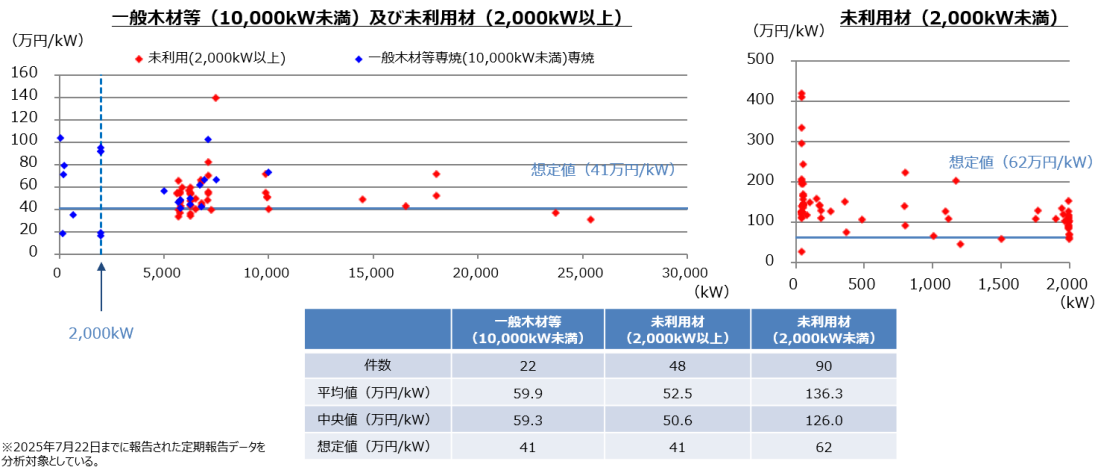 一般木材等（10,000kW未満）及び未利用材（2,000kW以上）
（万円/kW）
未利用(2,000kW以上)
一般木材等専焼(10,000kW未満)専焼
160
140
120
100
80
60
40
20
0
想定値（41万円/kW）
0
5,000
10,000
15,000
20,000
25,000
30,000
（kW）
2,000kW
未利用材（2,000kW未満）
（万円/kW）
500
400
300
200
100
0
想定値（62万円/kW）
0
500
1,000
1,500
2,000
（kW）
一般木材等 未利用材 未利用材
（10,000kW未満） （2,000kW以上） （2,000kW未満）
件数 22 48 90
平均値（万円/kW） 59.9 52.5 136.3
中央値（万円/kW） 59.3 50.6 126.0
想定値（万円/kW） 41 41 62
※2025年7月22日までに報告された定期報告データを
分析対象としている。